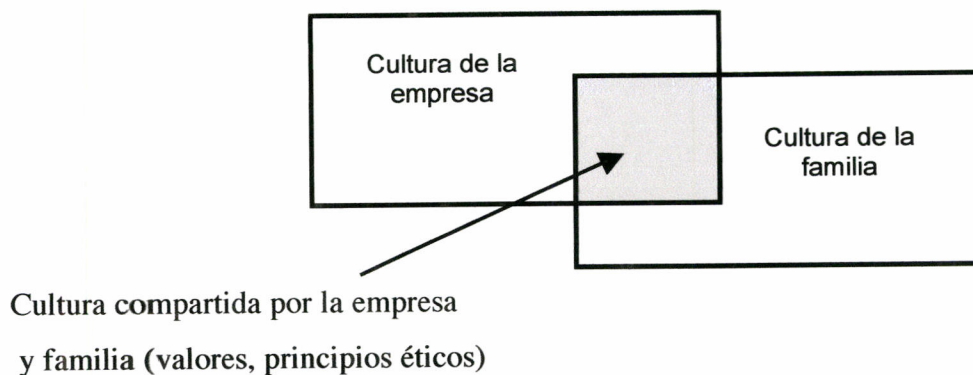 Cultura de la
empresa
Cultura de la
familia
Cultura compartida por la empresa
y familia (valores, principios éticos)